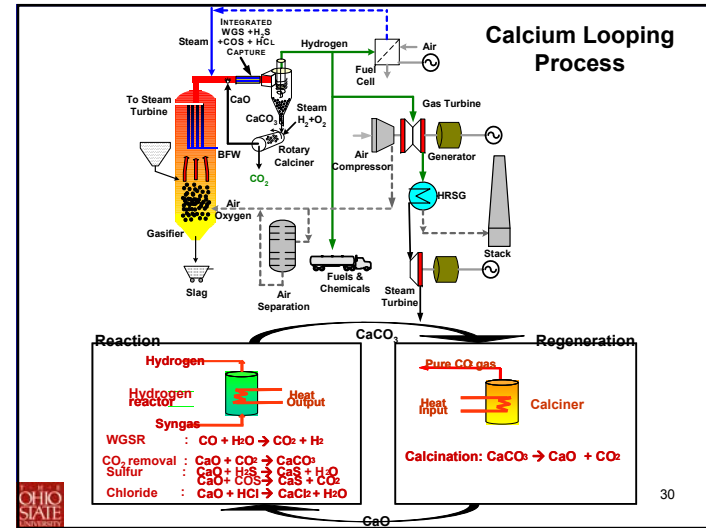 Calcium Looping
Process
INTEGRATED
WGS +H2S
+COS + HCL
CAPTURE
Steam
Hydrogen
Air
Fuel
Cell
To Steam
Turbine
CaO
CaCO3
Steam
H2+O2
Gas Turbine
BFW
Rotary
Calciner
Air
Compressor
Generator
CO2
HRSG
Air
Oxygen
Gasifier
Stack
Slag
Air
Separation
Fuels &
Chemicals
Steam
Turbine
CaCO3
Reaction
Regeneration
Hydrogen
Hydrogen
reactor
Heat
Output
Syngas
WGSR : CO + H2O → CO2 + H2
CO2 removal : CaO + CO2 → CaCO3
Sulfur : CaO + H2S → CaS + H2O
CaO + COS → CaS + CO2
Chloride : CaO + HCl → CaCl2 + H2O
Pure CO2 gas
Heat
Input
Calciner
Calcination: CaCO3 → CaO + CO2
CaO
30
T·H·E
OHIO
STATE
UNIVERSITY